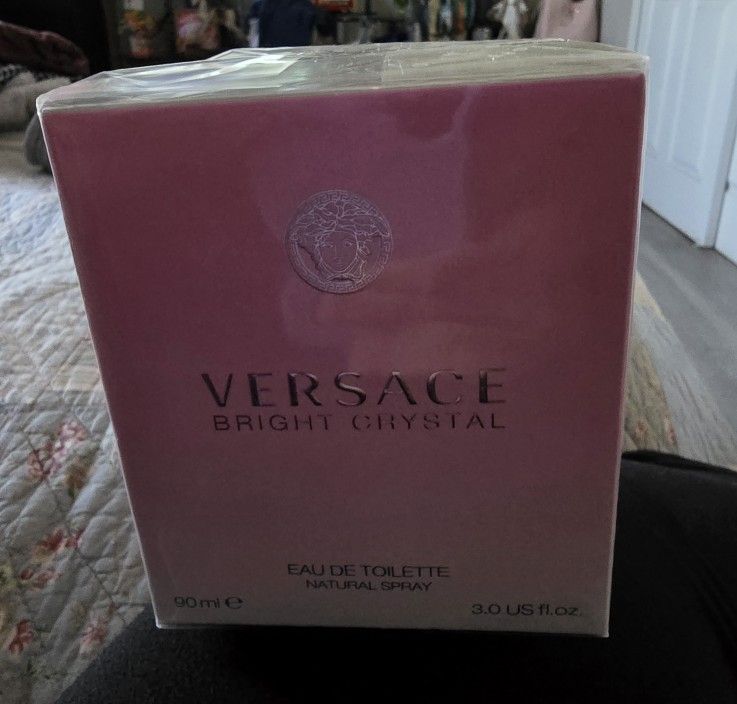 VERSACE
BRIGHT CRYSTAL
EAU DE TOILETTE
NATURAL SPRAY
90 ml e 3.0 US fl.oz.